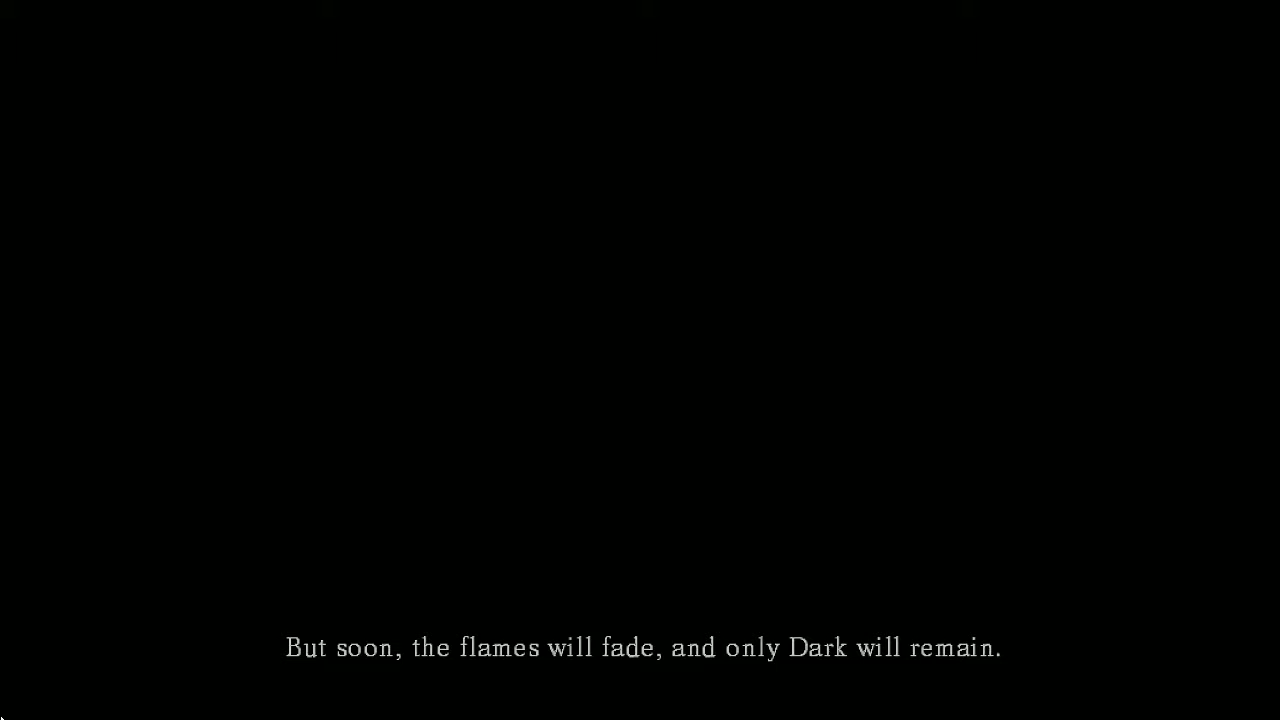 But soon, the flames will fade, and only Dark will remain.